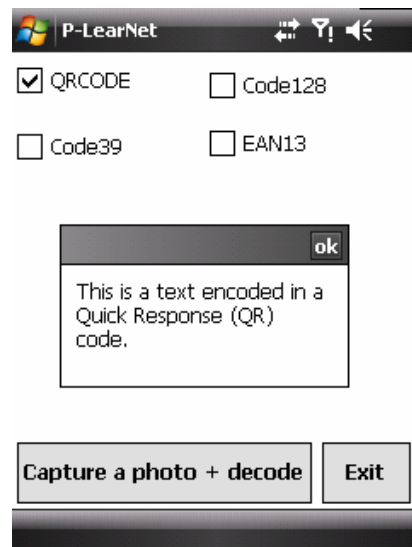 P-LearNet
QRCODE
Code128
Code39
EAN13
ok
This is a text encoded in a
Quick Response (QR)
code.
Capture a photo + decode
Exit